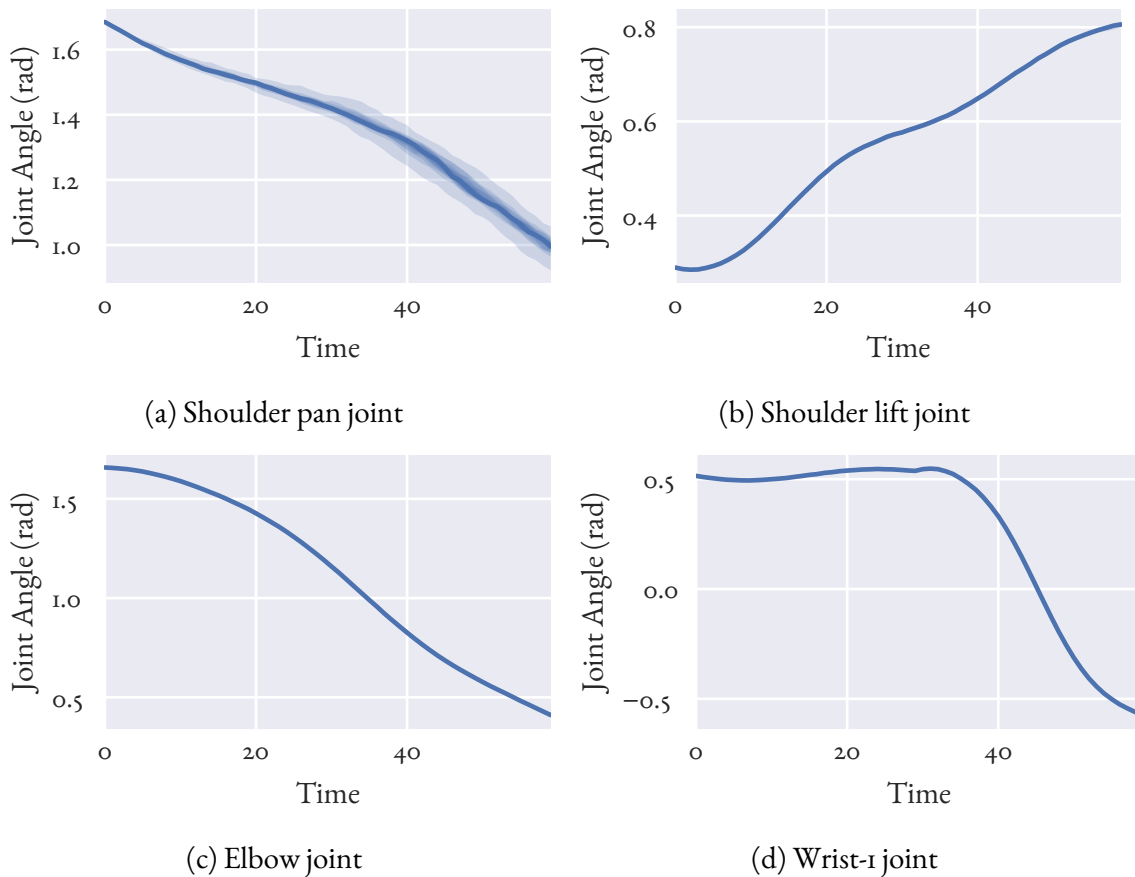 Joint Angle (rad)
1.6
1.4
1.2
1.0
0 20 40
Time
(a) Shoulder pan joint
Joint Angle (rad)
0.8
0.6
0.4
0 20 40
Time
(b) Shoulder lift joint
Joint Angle (rad)
1.5
1.0
0.5
0 20 40
Time
(c) Elbow joint
Joint Angle (rad)
0.5
0.0
−0.5
0 20 40
Time
(d) Wrist-1 joint